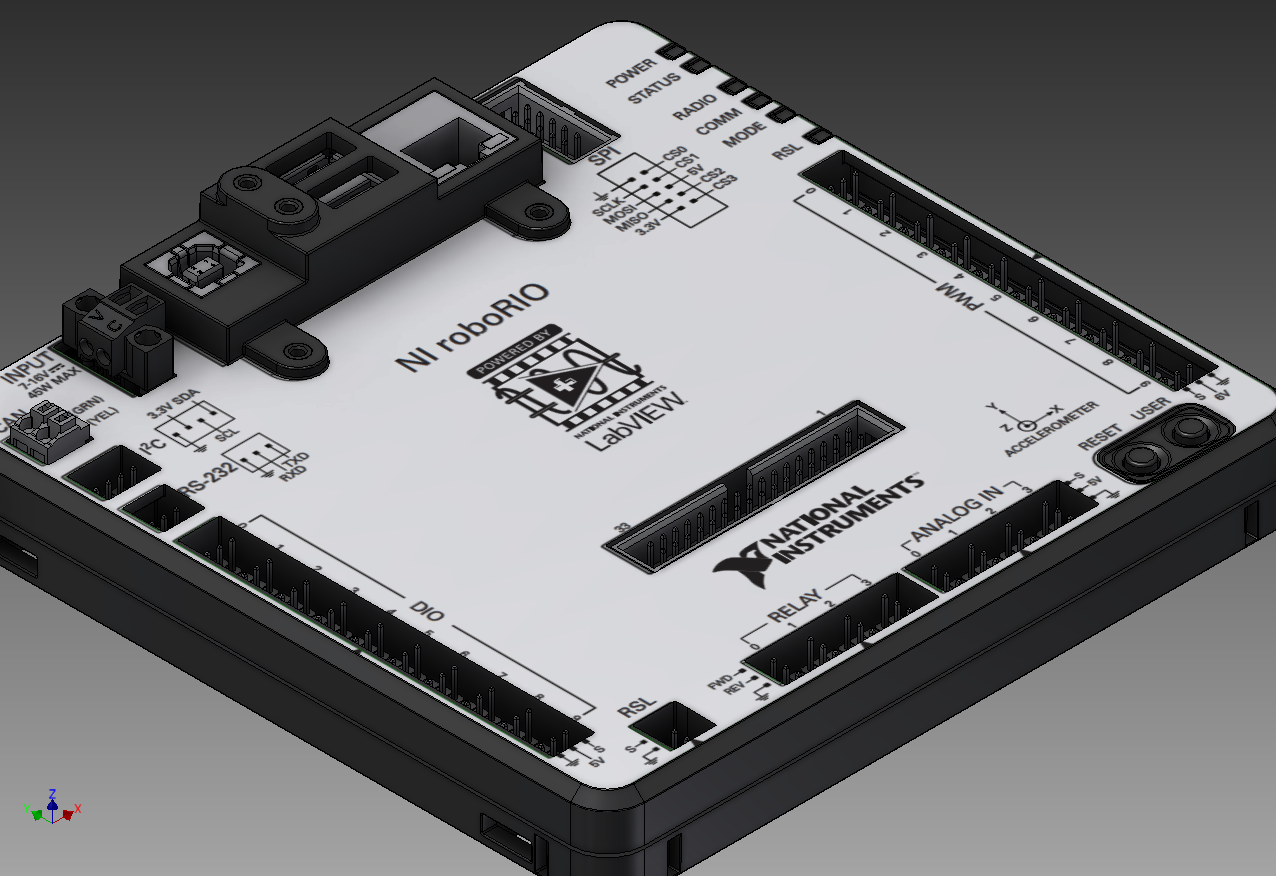 POWER
STATUS
RADIO
COMM
MODE
RSL
SPI
CS0
CS1
5V
CS2
CS3
SCLK
MOSI
MISO
3.3V
0
1
2
3
4
PWM
5
6
7
8
9
S
6V
NI roboRIO
POWERED BY
NATIONAL INSTRUMENTS
LabVIEW™
INPUT
7-16V
45W MAX
V
C
CAN
(GRN)
(YEL)
3.3V SDA
I²C
SCL
RS-232
TXD
RXD
Y
X
Z
ACCELEROMETER
USER
RESET
1
33
NATIONAL
INSTRUMENTS™
ANALOG IN
0
1
2
3
S
5V
RELAY
0
1
2
3
FWD
REV
0
1
2
3
4
DIO
5
6
7
8
9
S
5V
RSL
S
Z
Y
X